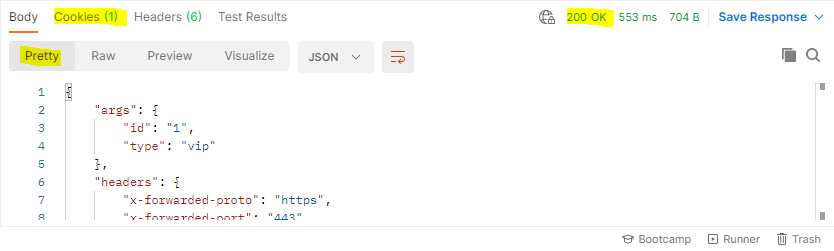 Body Cookies (1) Headers (6) Test Results 200 OK 553 ms 704 B Save Response
Pretty Raw Preview Visualize JSON
1 {
2 "args": {
3 "id": "1",
4 "type": "vip"
5 },
6 "headers": {
7 "x-forwarded-proto": "https",
8 "x-forwarded-port": "443"
Bootcamp Runner Trash